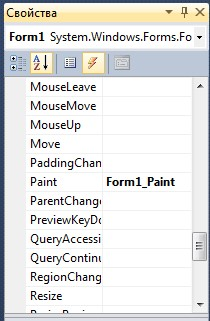 Свойства
Form1 System.Windows.Forms.Fo
MouseLeave
MouseMove
MouseUp
Move
PaddingChan
Paint Form1_Paint
ParentChange
PreviewKeyDo
QueryAccessi
QueryContinu
RegionChang
Resize